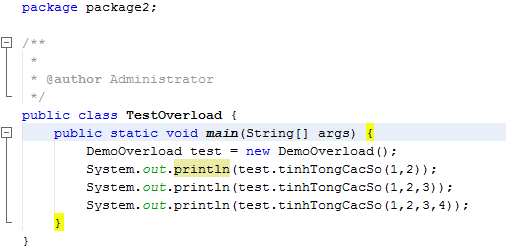 package package2;
/**
 *
 * @author Administrator
 */
public class TestOverload {
    public static void main(String[] args) {
        DemoOverload test = new DemoOverload();
        System.out.println(test.tinhTongCacSo(1,2));
        System.out.println(test.tinhTongCacSo(1,2,3));
        System.out.println(test.tinhTongCacSo(1,2,3,4));
    }
}